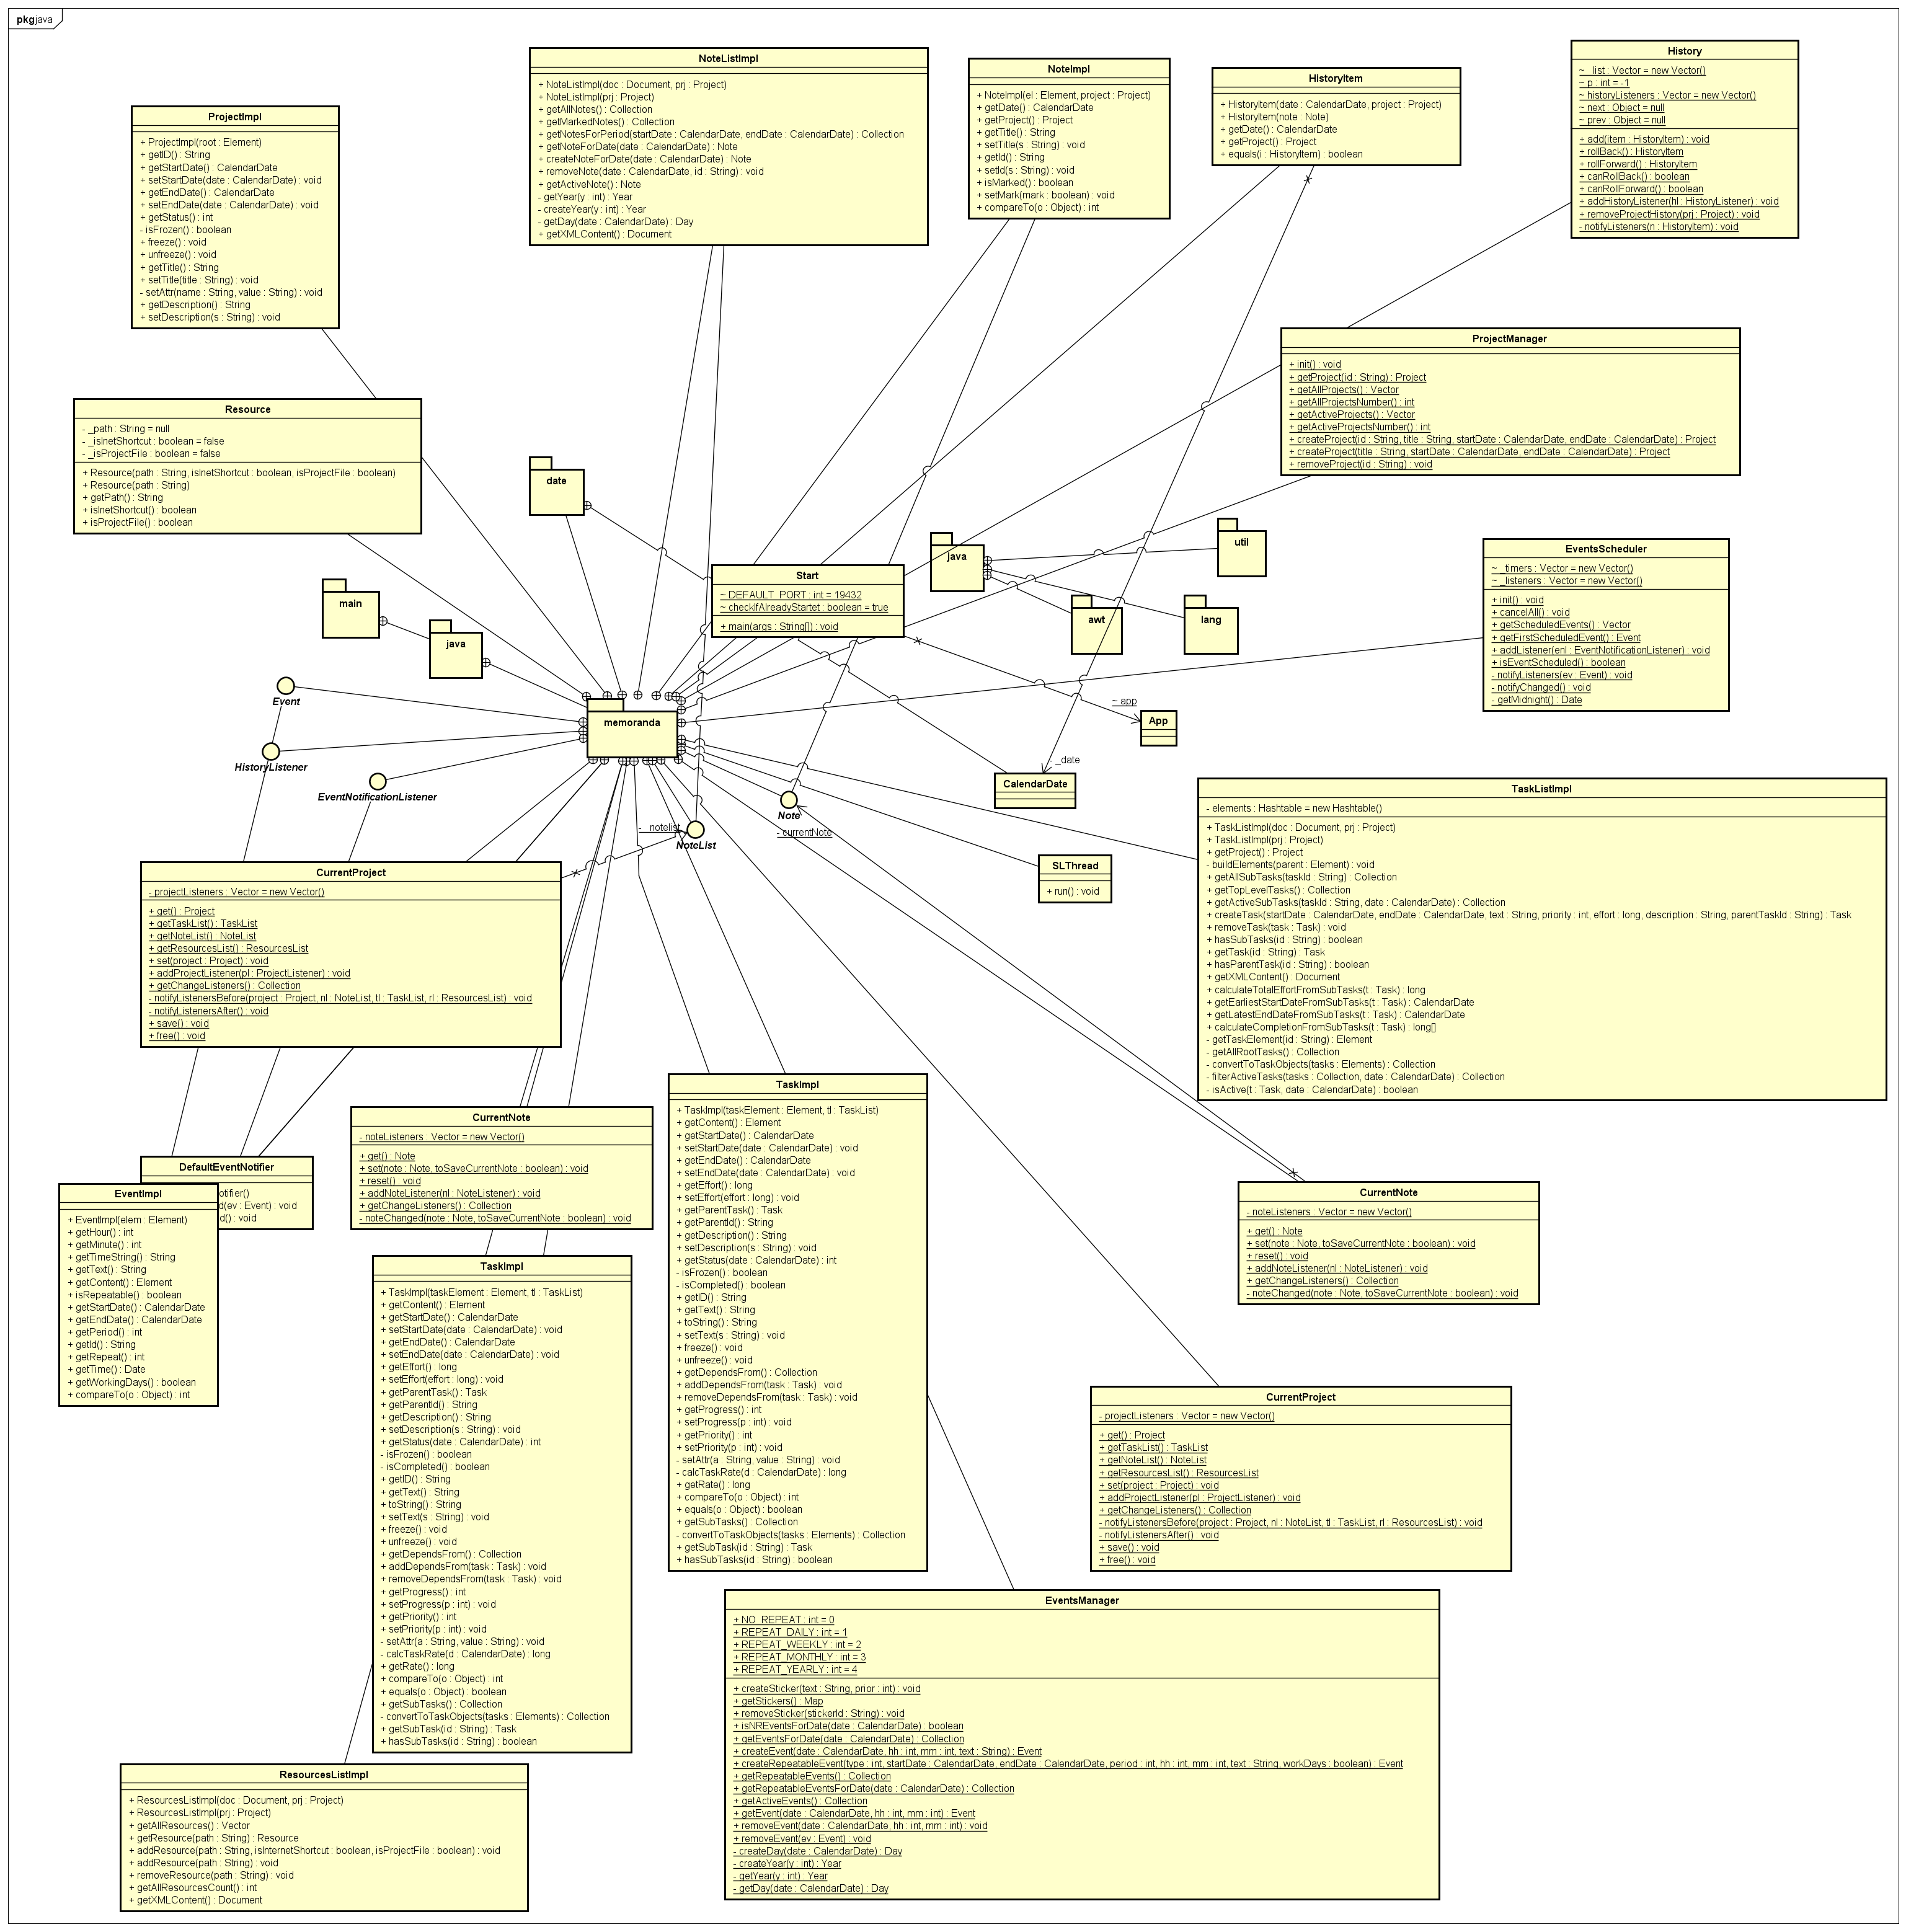 pkg java
NoteListImpl
+ NoteListImpl(doc : Document, prj : Project)
+ NoteListImpl(prj : Project)
+ getAllNotes() : Collection
+ getMarkedNotes() : Collection
+ getNotesForPeriod(startDate : CalendarDate, endDate : CalendarDate) : Collection
+ getNoteForDate(date : CalendarDate) : Note
+ createNoteForDate(date : CalendarDate) : Note
+ removeNote(date : CalendarDate, id : String) : void
+ getActiveNote() : Note
- getYear(y : int) : Year
- createYear(y : int) : Year
- getDay(date : CalendarDate) : Day
+ getXMLContent() : Document
NoteImpl
+ NoteImpl(el : Element, project : Project)
+ getDate() : CalendarDate
+ getProject() : Project
+ getTitle() : String
+ setTitle(s : String) : void
+ getId() : String
+ setId(s : String) : void
+ isMarked() : boolean
+ setMark(mark : boolean) : void
+ compareTo(o : Object) : int
HistoryItem
+ HistoryItem(date : CalendarDate, project : Project)
+ HistoryItem(note : Note)
+ getDate() : CalendarDate
+ getProject() : Project
+ equals(i : HistoryItem) : boolean
History
~ _list : Vector = new Vector()
~ p : int = -1
~ historyListeners : Vector = new Vector()
~ next : Object = null
~ prev : Object = null
+ add(item : HistoryItem) : void
+ rollBack() : HistoryItem
+ rollForward() : HistoryItem
+ canRollBack() : boolean
+ canRollForward() : boolean
+ addHistoryListener(hl : HistoryListener) : void
+ removeProjectHistory(prj : Project) : void
- notifyListeners(n : HistoryItem) : void
ProjectImpl
+ ProjectImpl(root : Element)
+ getID() : String
+ getStartDate() : CalendarDate
+ setStartDate(date : CalendarDate) : void
+ getEndDate() : CalendarDate
+ setEndDate(date : CalendarDate) : void
+ getStatus() : int
- isFrozen() : boolean
+ freeze() : void
+ unfreeze() : void
+ getTitle() : String
+ setTitle(title : String) : void
- setAttr(name : String, value : String) : void
+ getDescription() : String
+ setDescription(s : String) : void
ProjectManager
+ init() : void
+ getProject(id : String) : Project
+ getAllProjects() : Vector
+ getAllProjectsNumber() : int
+ getActiveProjects() : Vector
+ getActiveProjectsNumber() : int
+ createProject(id : String, title : String, startDate : CalendarDate, endDate : CalendarDate) : Project
+ createProject(title : String, startDate : CalendarDate, endDate : CalendarDate) : Project
+ removeProject(id : String) : void
Resource
- _path : String = null
- _isInetShortcut : boolean = false
- _isProjectFile : boolean = false
+ Resource(path : String, isInetShortcut : boolean, isProjectFile : boolean)
+ Resource(path : String)
+ getPath() : String
+ isInetShortcut() : boolean
+ isProjectFile() : boolean
date
java
util
awt
lang
EventsScheduler
~ _timers : Vector = new Vector()
~ _listeners : Vector = new Vector()
+ init() : void
+ cancelAll() : void
+ getScheduledEvents() : Vector
+ getFirstScheduledEvent() : Event
+ addListener(enl : EventNotificationListener) : void
+ isEventScheduled() : boolean
- notifyListeners(ev : Event) : void
- notifyChanged() : void
- getMidnight() : Date
Start
~ DEFAULT_PORT : int = 19432
~ checkIfAlreadyStartet : boolean = true
+ main(args : String[]) : void
main
java
Event
memoranda
~ app
App
HistoryListener
- _date
CalendarDate
EventNotificationListener
Note
- currentNote
- _notelist
NoteList
TaskListImpl
- elements : Hashtable = new Hashtable()
+ TaskListImpl(doc : Document, prj : Project)
+ TaskListImpl(prj : Project)
+ getProject() : Project
- buildElements(parent : Element) : void
+ getAllSubTasks(taskId : String) : Collection
+ getTopLevelTasks() : Collection
+ getActiveSubTasks(taskId : String, date : CalendarDate) : Collection
+ createTask(startDate : CalendarDate, endDate : CalendarDate, text : String, priority : int, effort : long, description : String, parentTaskId : String) : Task
+ removeTask(task : Task) : void
+ hasSubTasks(id : String) : boolean
+ getTask(id : String) : Task
+ hasParentTask(id : String) : boolean
+ getXMLContent() : Document
+ calculateTotalEffortFromSubTasks(t : Task) : long
+ getEarliestStartDateFromSubTasks(t : Task) : CalendarDate
+ getLatestEndDateFromSubTasks(t : Task) : CalendarDate
+ calculateCompletionFromSubTasks(t : Task) : long[]
- getTaskElement(id : String) : Element
- getAllRootTasks() : Collection
- convertToTaskObjects(tasks : Elements) : Collection
- filterActiveTasks(tasks : Collection, date : CalendarDate) : Collection
- isActive(t : Task, date : CalendarDate) : boolean
SLThread
+ run() : void
CurrentProject
- projectListeners : Vector = new Vector()
+ get() : Project
+ getTaskList() : TaskList
+ getNoteList() : NoteList
+ getResourcesList() : ResourcesList
+ set(project : Project) : void
+ addProjectListener(pl : ProjectListener) : void
+ getChangeListeners() : Collection
- notifyListenersBefore(project : Project, nl : NoteList, tl : TaskList, rl : ResourcesList) : void
- notifyListenersAfter() : void
+ save() : void
+ free() : void
DefaultEventNotifier
otifier()
d(ev : Event) : void
d() : void
EventImpl
+ EventImpl(elem : Element)
+ getHour() : int
+ getMinute() : int
+ getTimeString() : String
+ getText() : String
+ getContent() : Element
+ isRepeatable() : boolean
+ getStartDate() : CalendarDate
+ getEndDate() : CalendarDate
+ getPeriod() : int
+ getId() : String
+ getRepeat() : int
+ getTime() : Date
+ getWorkingDays() : boolean
+ compareTo(o : Object) : int
CurrentNote
- noteListeners : Vector = new Vector()
+ get() : Note
+ set(note : Note, toSaveCurrentNote : boolean) : void
+ reset() : void
+ addNoteListener(nl : NoteListener) : void
+ getChangeListeners() : Collection
- noteChanged(note : Note, toSaveCurrentNote : boolean) : void
TaskImpl
+ TaskImpl(taskElement : Element, tl : TaskList)
+ getContent() : Element
+ getStartDate() : CalendarDate
+ setStartDate(date : CalendarDate) : void
+ getEndDate() : CalendarDate
+ setEndDate(date : CalendarDate) : void
+ getEffort() : long
+ setEffort(effort : long) : void
+ getParentTask() : Task
+ getParentId() : String
+ getDescription() : String
+ setDescription(s : String) : void
+ getStatus(date : CalendarDate) : int
- isFrozen() : boolean
- isCompleted() : boolean
+ getID() : String
+ getText() : String
+ toString() : String
+ setText(s : String) : void
+ freeze() : void
+ unfreeze() : void
+ getDependsFrom() : Collection
+ addDependsFrom(task : Task) : void
+ removeDependsFrom(task : Task) : void
+ getProgress() : int
+ setProgress(p : int) : void
+ getPriority() : int
+ setPriority(p : int) : void
- setAttr(a : String, value : String) : void
- calcTaskRate(d : CalendarDate) : long
+ getRate() : long
+ compareTo(o : Object) : int
+ equals(o : Object) : boolean
+ getSubTasks() : Collection
- convertToTaskObjects(tasks : Elements) : Collection
+ getSubTask(id : String) : Task
+ hasSubTasks(id : String) : boolean
TaskImpl
+ TaskImpl(taskElement : Element, tl : TaskList)
+ getContent() : Element
+ getStartDate() : CalendarDate
+ setStartDate(date : CalendarDate) : void
+ getEndDate() : CalendarDate
+ setEndDate(date : CalendarDate) : void
+ getEffort() : long
+ setEffort(effort : long) : void
+ getParentTask() : Task
+ getParentId() : String
+ getDescription() : String
+ setDescription(s : String) : void
+ getStatus(date : CalendarDate) : int
- isFrozen() : boolean
- isCompleted() : boolean
+ getID() : String
+ getText() : String
+ toString() : String
+ setText(s : String) : void
+ freeze() : void
+ unfreeze() : void
+ getDependsFrom() : Collection
+ addDependsFrom(task : Task) : void
+ removeDependsFrom(task : Task) : void
+ getProgress() : int
+ setProgress(p : int) : void
+ getPriority() : int
+ setPriority(p : int) : void
- setAttr(a : String, value : String) : void
- calcTaskRate(d : CalendarDate) : long
+ getRate() : long
+ compareTo(o : Object) : int
+ equals(o : Object) : boolean
+ getSubTasks() : Collection
- convertToTaskObjects(tasks : Elements) : Collection
+ getSubTask(id : String) : Task
+ hasSubTasks(id : String) : boolean
CurrentNote
- noteListeners : Vector = new Vector()
+ get() : Note
+ set(note : Note, toSaveCurrentNote : boolean) : void
+ reset() : void
+ addNoteListener(nl : NoteListener) : void
+ getChangeListeners() : Collection
- noteChanged(note : Note, toSaveCurrentNote : boolean) : void
CurrentProject
- projectListeners : Vector = new Vector()
+ get() : Project
+ getTaskList() : TaskList
+ getNoteList() : NoteList
+ getResourcesList() : ResourcesList
+ set(project : Project) : void
+ addProjectListener(pl : ProjectListener) : void
+ getChangeListeners() : Collection
- notifyListenersBefore(project : Project, nl : NoteList, tl : TaskList, rl : ResourcesList) : void
- notifyListenersAfter() : void
+ save() : void
+ free() : void
EventsManager
+ NO_REPEAT : int = 0
+ REPEAT_DAILY : int = 1
+ REPEAT_WEEKLY : int = 2
+ REPEAT_MONTHLY : int = 3
+ REPEAT_YEARLY : int = 4
+ createSticker(text : String, prior : int) : void
+ getStickers() : Map
+ removeSticker(stickerId : String) : void
+ isNREventsForDate(date : CalendarDate) : boolean
+ getEventsForDate(date : CalendarDate) : Collection
+ createEvent(date : CalendarDate, hh : int, mm : int, text : String) : Event
+ createRepeatableEvent(type : int, startDate : CalendarDate, endDate : CalendarDate, period : int, hh : int, mm : int, text : String, workDays : boolean) : Event
+ getRepeatableEvents() : Collection
+ getRepeatableEventsForDate(date : CalendarDate) : Collection
+ getActiveEvents() : Collection
+ getEvent(date : CalendarDate, hh : int, mm : int) : Event
+ removeEvent(date : CalendarDate, hh : int, mm : int) : void
+ removeEvent(ev : Event) : void
- createDay(date : CalendarDate) : Day
- createYear(y : int) : Year
- getYear(y : int) : Year
- getDay(date : CalendarDate) : Day
ResourcesListImpl
+ ResourcesListImpl(doc : Document, prj : Project)
+ ResourcesListImpl(prj : Project)
+ getAllResources() : Vector
+ getResource(path : String) : Resource
+ addResource(path : String, isInternetShortcut : boolean, isProjectFile : boolean) : void
+ addResource(path : String) : void
+ removeResource(path : String) : void
+ getAllResourcesCount() : int
+ getXMLContent() : Document